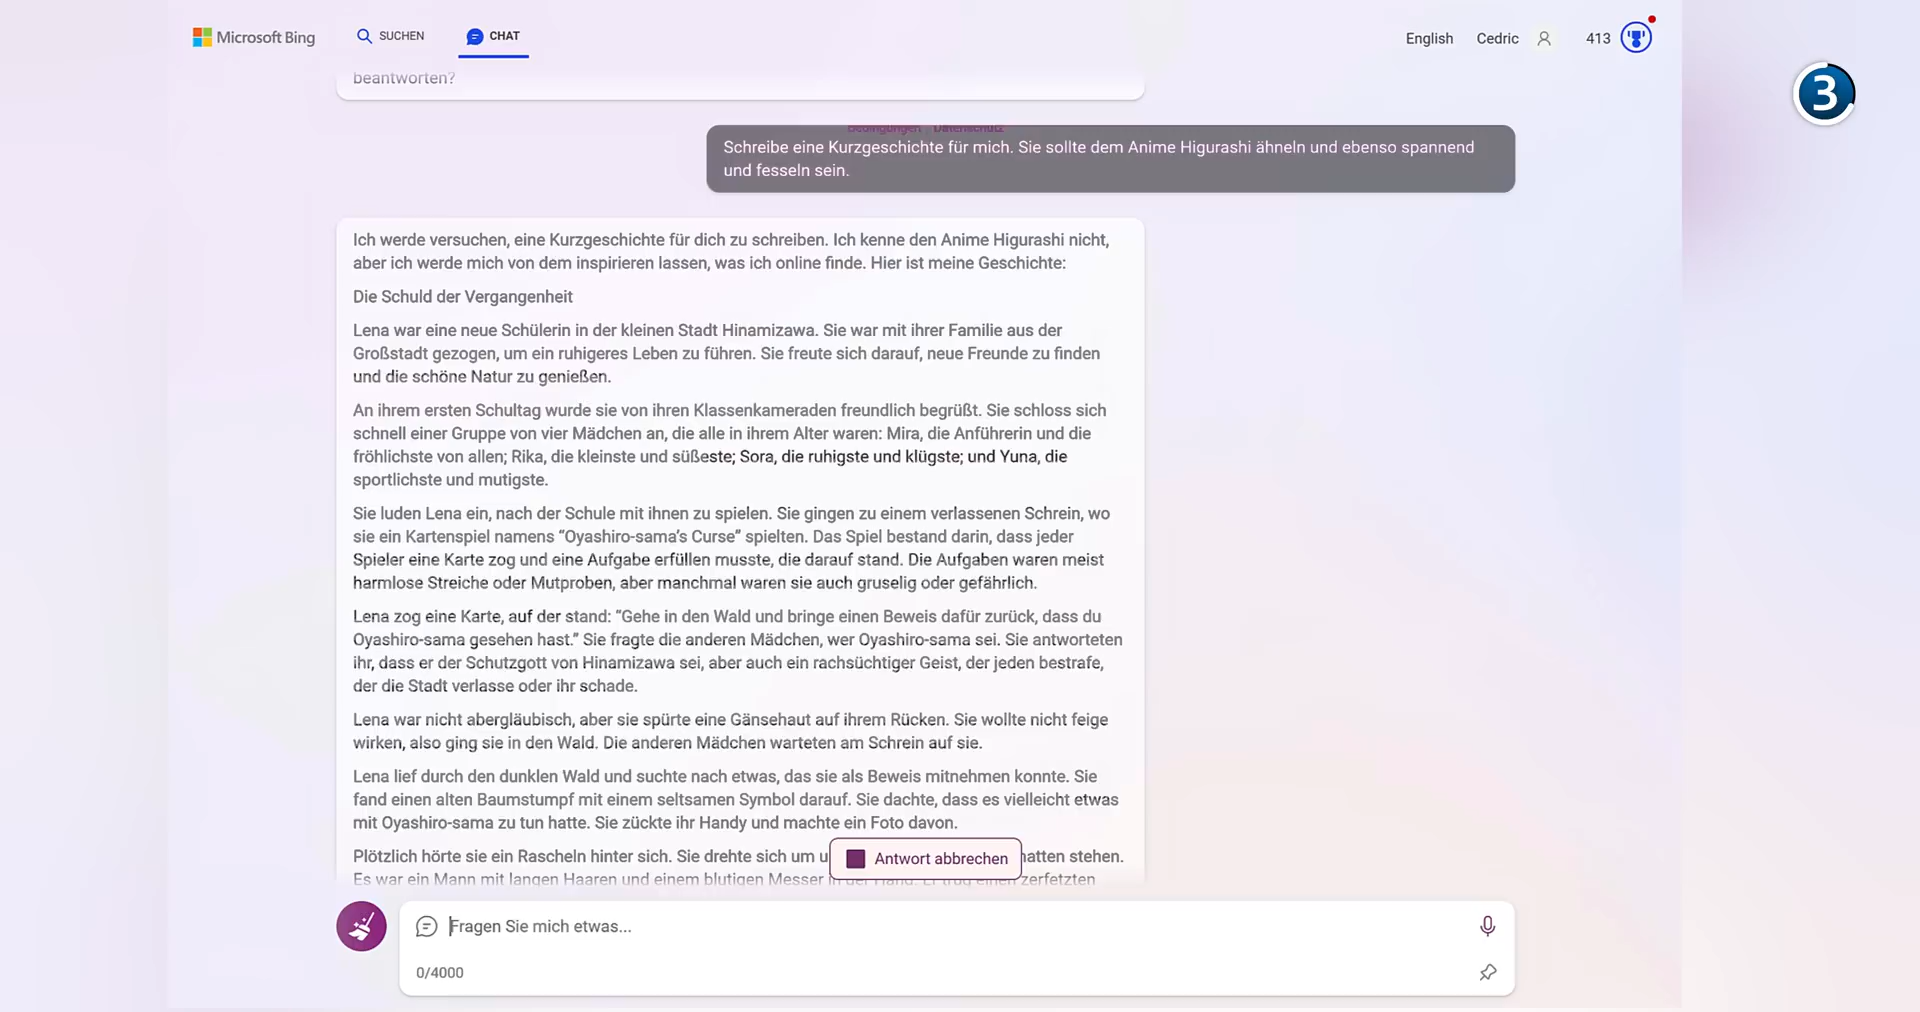 Microsoft Bing
SUCHEN
CHAT
English
Cedric
413
3
beantworten?
Bedingungen Datenschutz
Schreibe eine Kurzgeschichte für mich. Sie sollte dem Anime Higurashi ähneln und ebenso spannend
und fesseln sein.
Ich werde versuchen, eine Kurzgeschichte für dich zu schreiben. Ich kenne den Anime Higurashi nicht,
aber ich werde mich von dem inspirieren lassen, was ich online finde. Hier ist meine Geschichte:
Die Schuld der Vergangenheit
Lena war eine neue Schülerin in der kleinen Stadt Hinamizawa. Sie war mit ihrer Familie aus der
Großstadt gezogen, um ein ruhigeres Leben zu führen. Sie freute sich darauf, neue Freunde zu finden
und die schöne Natur zu genießen.
An ihrem ersten Schultag wurde sie von ihren Klassenkameraden freundlich begrüßt. Sie schloss sich
schnell einer Gruppe von vier Mädchen an, die alle in ihrem Alter waren: Mira, die Anführerin und die
fröhlichste von allen; Rika, die kleinste und süßeste; Sora, die ruhigste und klügste; und Yuna, die
sportlichste und mutigste.
Sie luden Lena ein, nach der Schule mit ihnen zu spielen. Sie gingen zu einem verlassenen Schrein, wo
sie ein Kartenspiel namens “Oyashiro-sama’s Curse” spielten. Das Spiel bestand darin, dass jeder
Spieler eine Karte zog und eine Aufgabe erfüllen musste, die darauf stand. Die Aufgaben waren meist
harmlose Streiche oder Mutproben, aber manchmal waren sie auch gruselig oder gefährlich.
Lena zog eine Karte, auf der stand: “Gehe in den Wald und bringe einen Beweis dafür zurück, dass du
Oyashiro-sama gesehen hast.” Sie fragte die anderen Mädchen, wer Oyashiro-sama sei. Sie antworteten
ihr, dass er der Schutzgott von Hinamizawa sei, aber auch ein rachsüchtiger Geist, der jeden bestrafe,
der die Stadt verlasse oder ihr schade.
Lena war nicht abergläubisch, aber sie spürte eine Gänsehaut auf ihrem Rücken. Sie wollte nicht feige
wirken, also ging sie in den Wald. Die anderen Mädchen warteten am Schrein auf sie.
Lena lief durch den dunklen Wald und suchte nach etwas, das sie als Beweis mitnehmen konnte. Sie
fand einen alten Baumstumpf mit einem seltsamen Symbol darauf. Sie dachte, dass es vielleicht etwas
mit Oyashiro-sama zu tun hatte. Sie zückte ihr Handy und machte ein Foto davon.
Plötzlich hörte sie ein Rascheln hinter sich. Sie drehte sich um u hatten stehen.
Antwort abbrechen
Es war ein Mann mit langen Haaren und einem blutigen Messer in der Hand. Er trug einen zerfetzten
Fragen Sie mich etwas...
0/4000